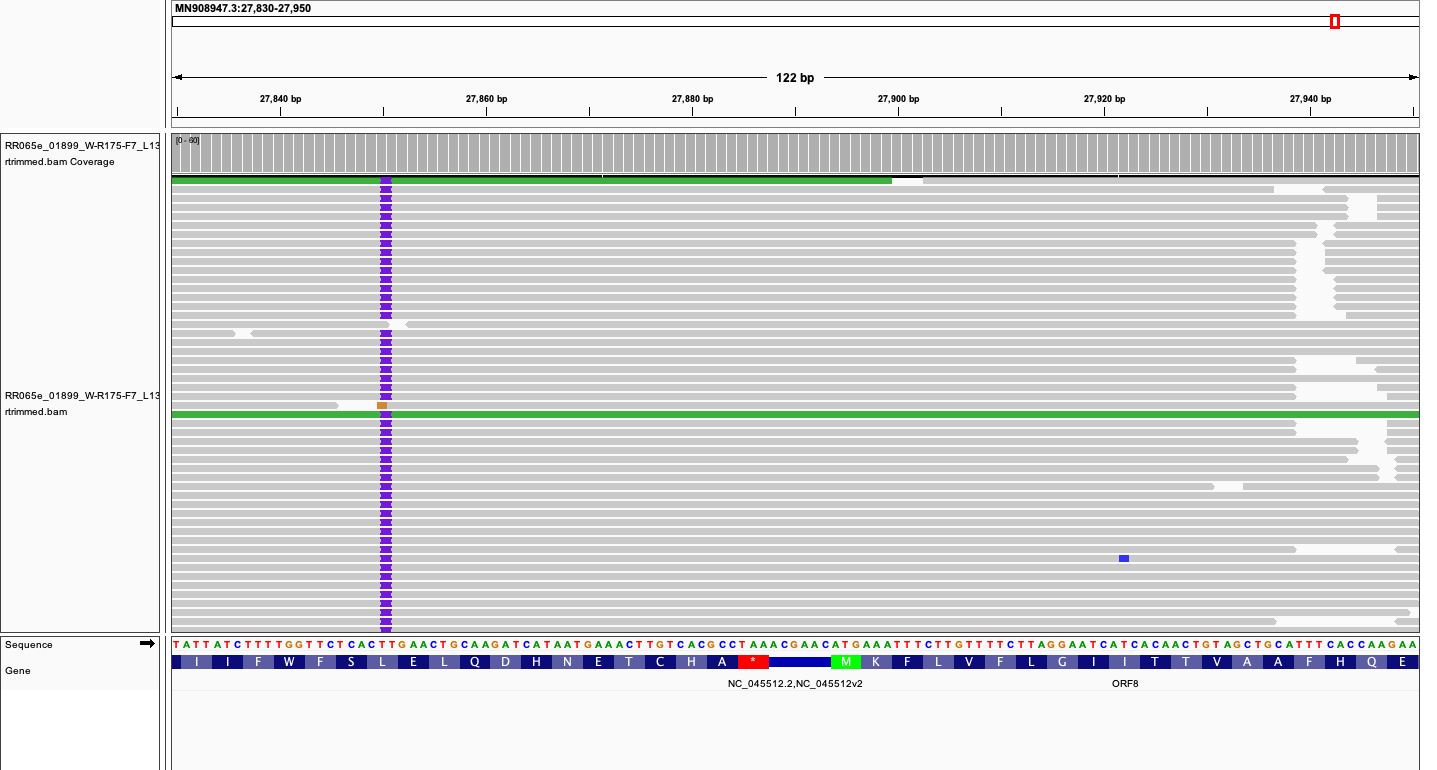 MN908947.3:27,830-27,950
122 bp
27,840 bp 27,860 bp 27,880 bp 27,900 bp 27,920 bp 27,940 bp
RR065e_01899_W-R175-F7_L13
rtrimmed.bam Coverage
[0 - 60]
RR065e_01899_W-R175-F7_L13
rtrimmed.bam
Sequence
TATTATCTTTTGGTTCTCACTTGAACTGCAAGATCATAATGAAACTTGTCACGCCTAAACGAACATGAAATTTCTTGTTTTCTTAGGAATCATCACAACTGTAGCTGCATTTCACCAAGAA
Gene
I I F W F S L E L Q D H N E T C H A * M K F L V F L G I I T T V A A F H Q E
NC_045512.2,NC_045512v2 ORF8